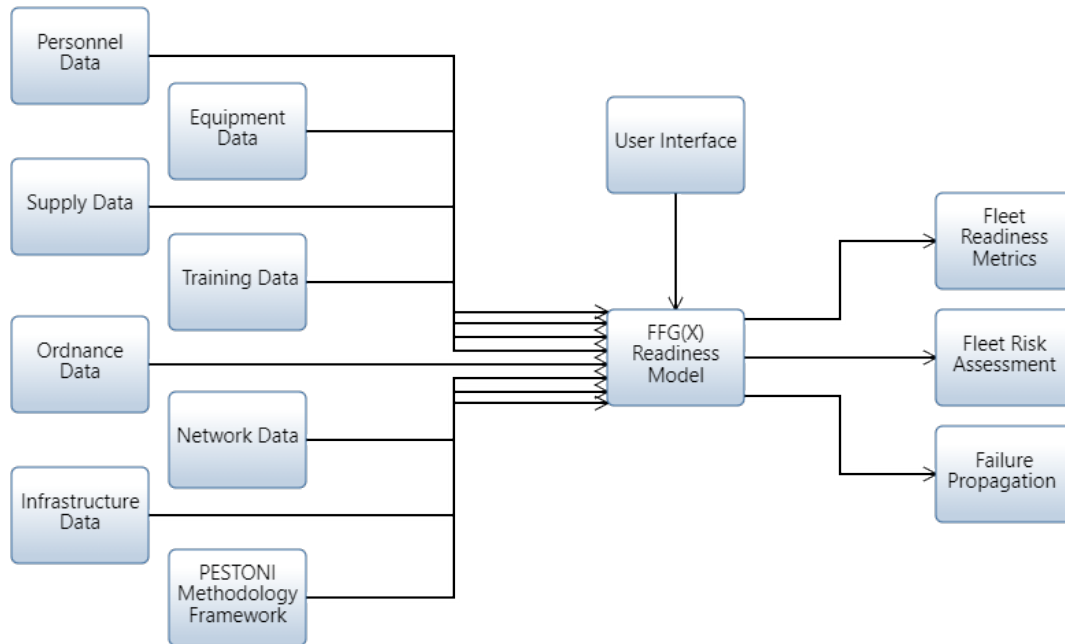 Personnel
Data
Equipment
Data
Supply Data
Training Data
Ordnance
Data
Network Data
Infrastructure
Data
PESTONI
Methodology
Framework
User Interface
FFG(X)
Readiness
Model
Fleet
Readiness
Metrics
Fleet Risk
Assessment
Failure
Propagation